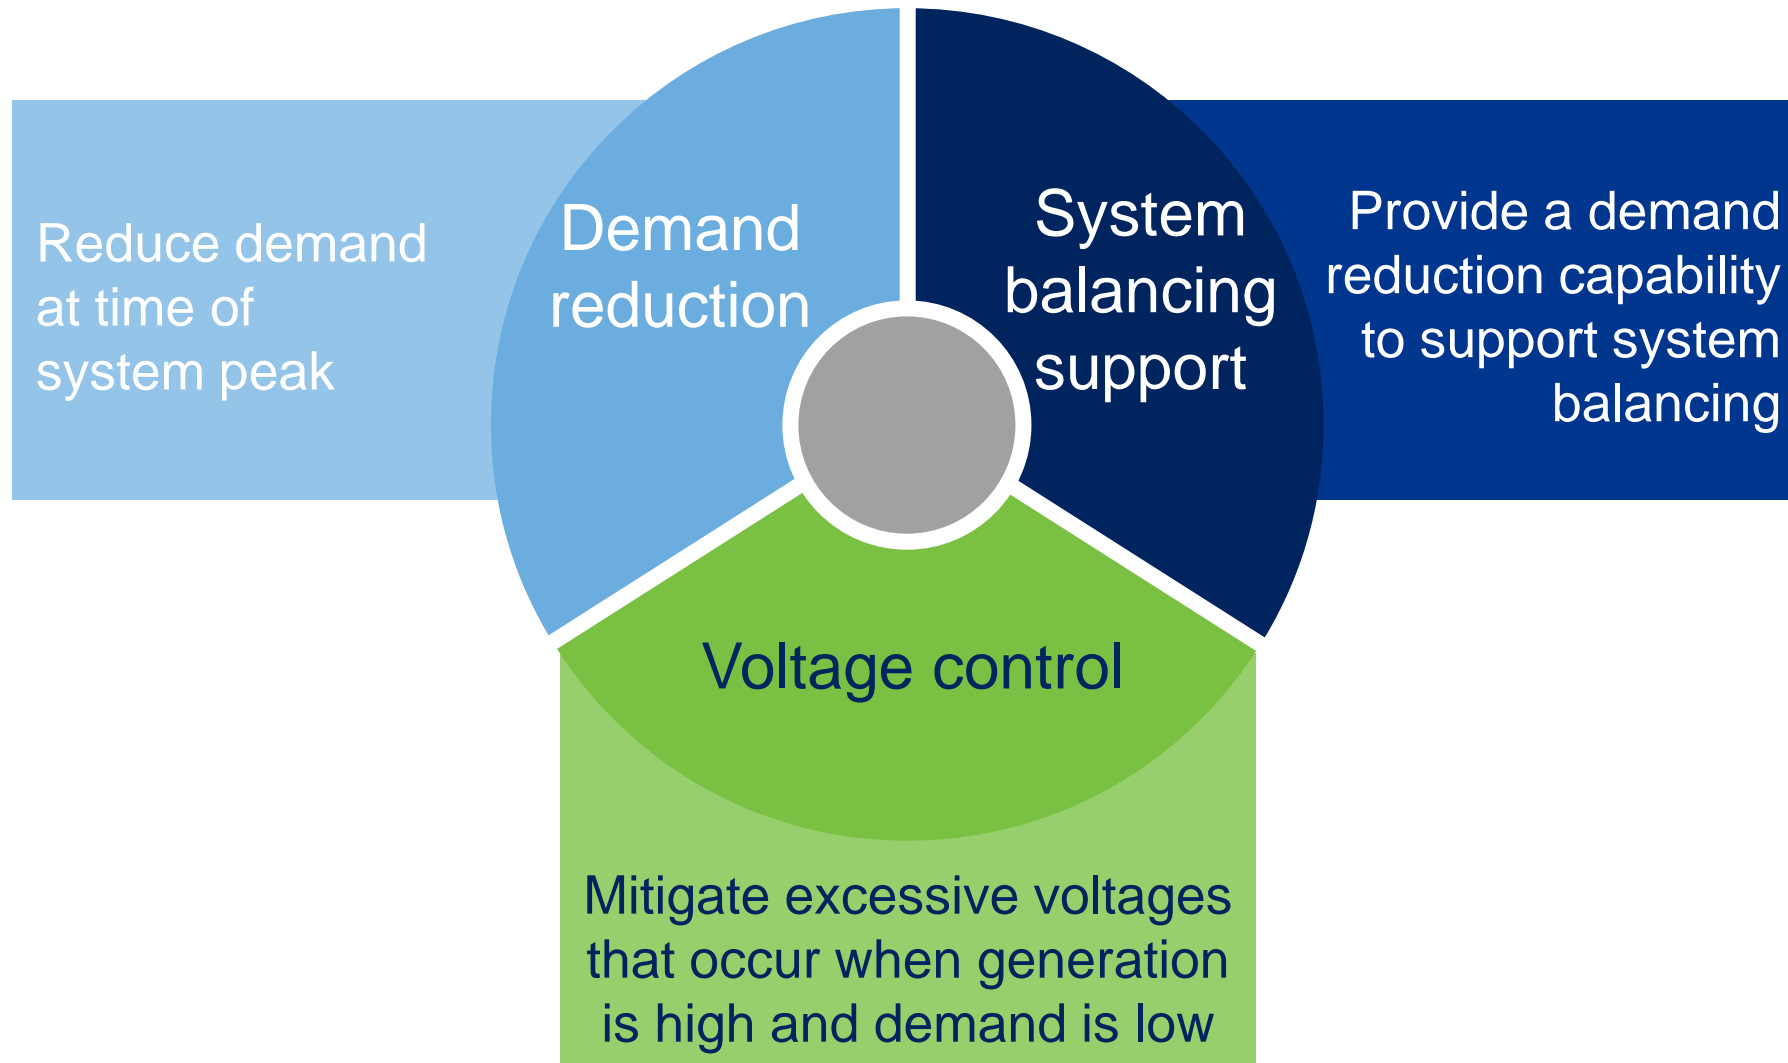 Reduce demand
at time of
system peak
Demand
reduction
System
balancing
support
Provide a demand
reduction capability
to support system
balancing
Voltage control
Mitigate excessive voltages
that occur when generation
is high and demand is low